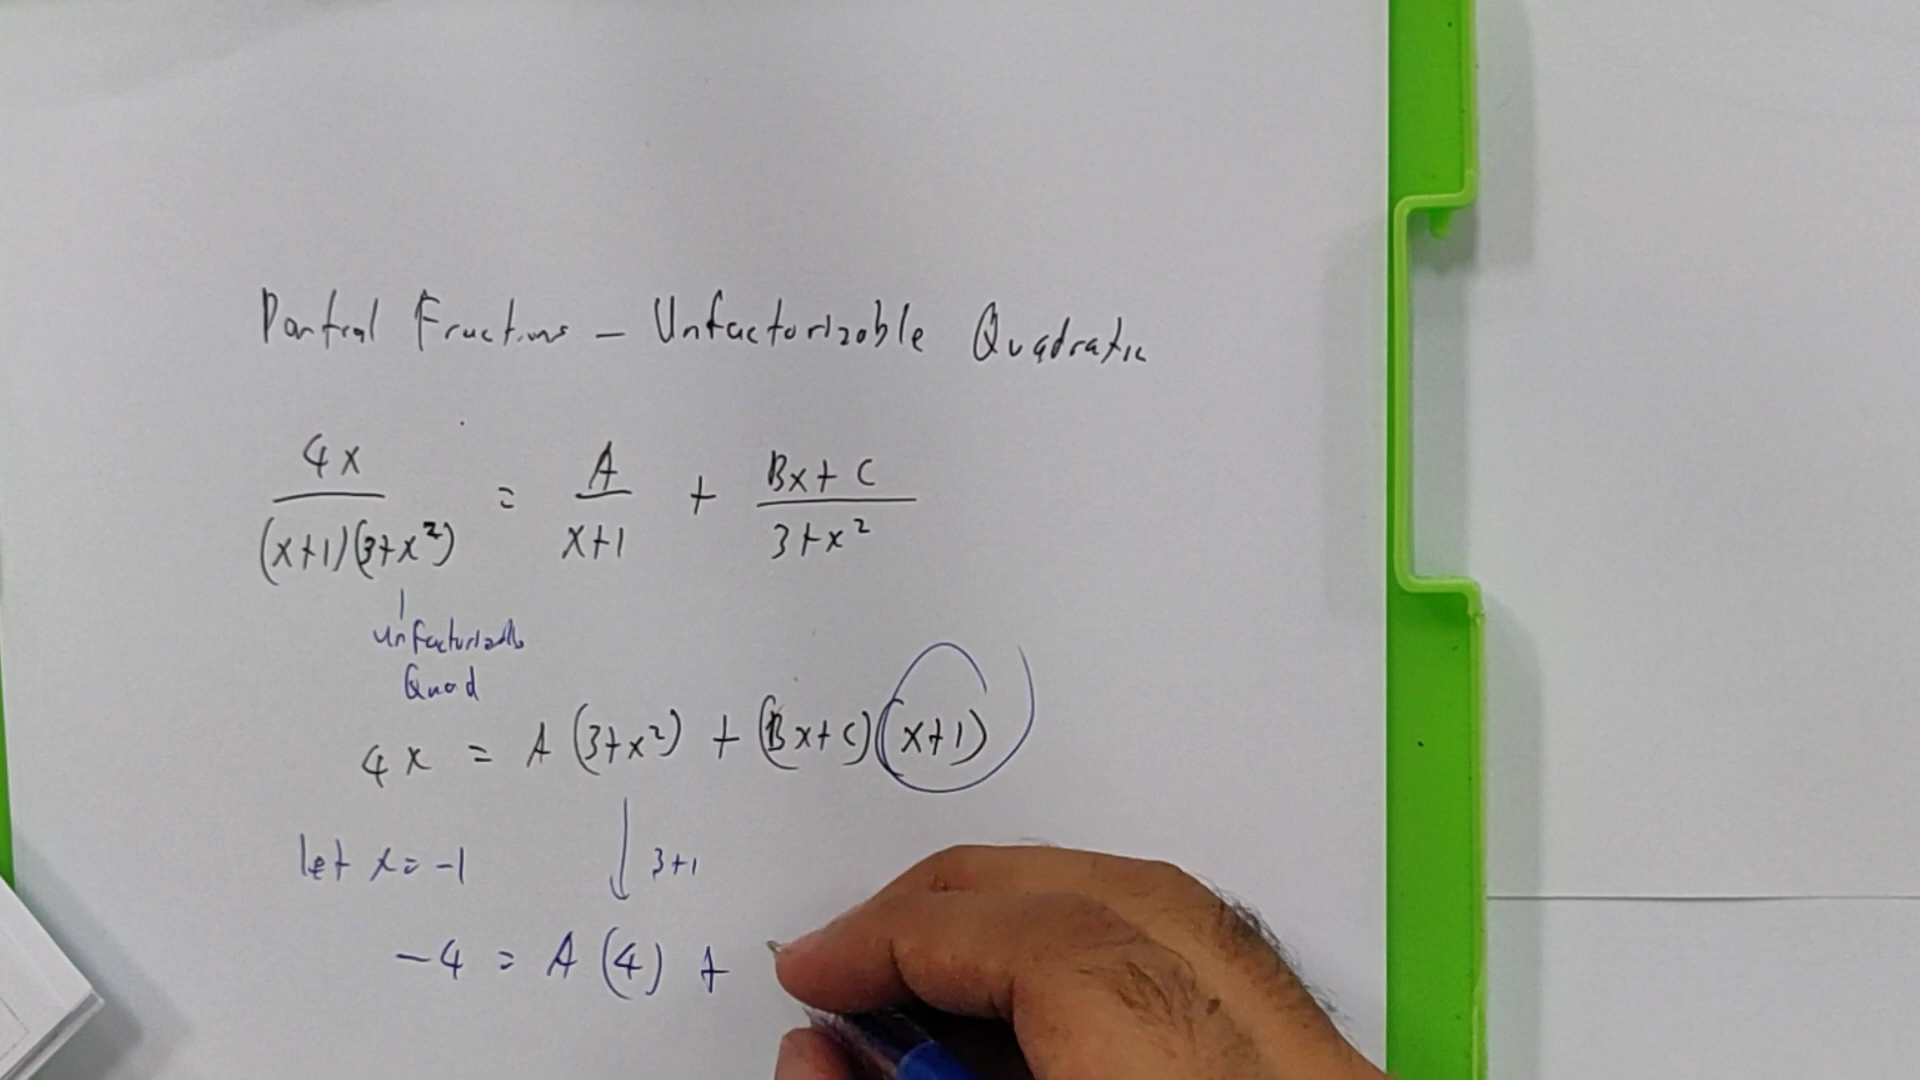 Partial Fractions – Unfactorizable Quadratic
4x / (x+1)(3+x²) = A / x+1 + Bx+C / 3+x²
unfactorizable
Quad
4x = A(3+x²) + (Bx+C)(x+1)
let x = -1 3+1
-4 = A(4) +